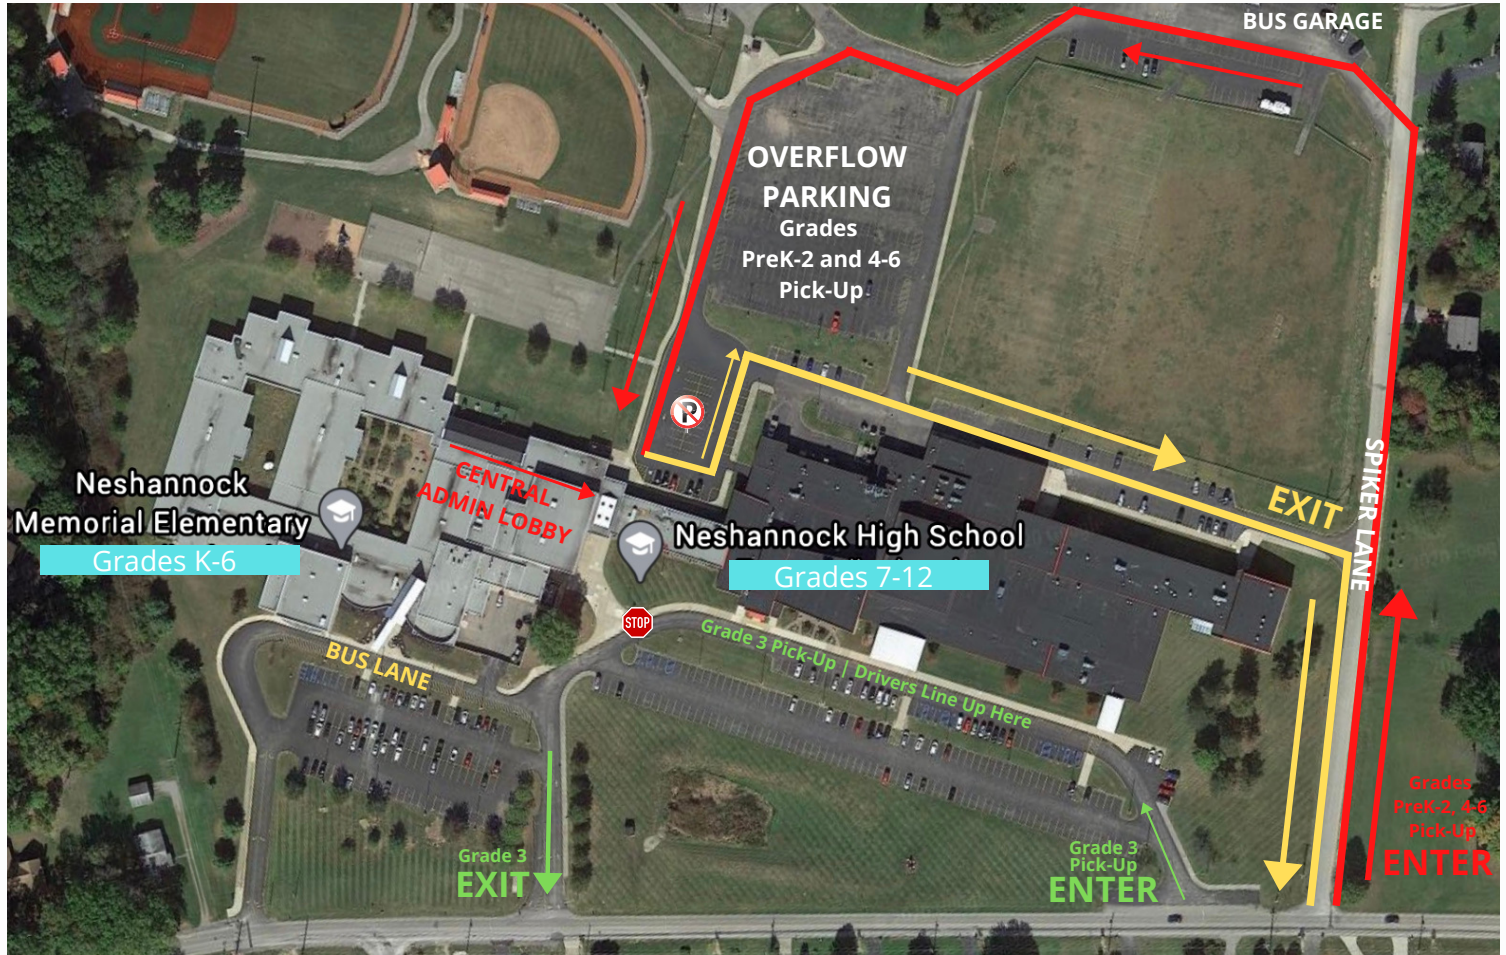 BUS GARAGE
OVERFLOW
PARKING
Grades
PreK-2 and 4-6
Pick-Up
P
SPIKER LANE
EXIT
CENTRAL
ADMIN LOBBY
Neshannock
Memorial Elementary
Grades K-6
Neshannock High School
Grades 7-12
STOP
BUS LANE
Grade 3 Pick-Up | Drivers Line Up Here
Grade 3
EXIT
Grade 3
Pick-Up
ENTER
Grades
PreK-2, 4-6
Pick-Up
ENTER